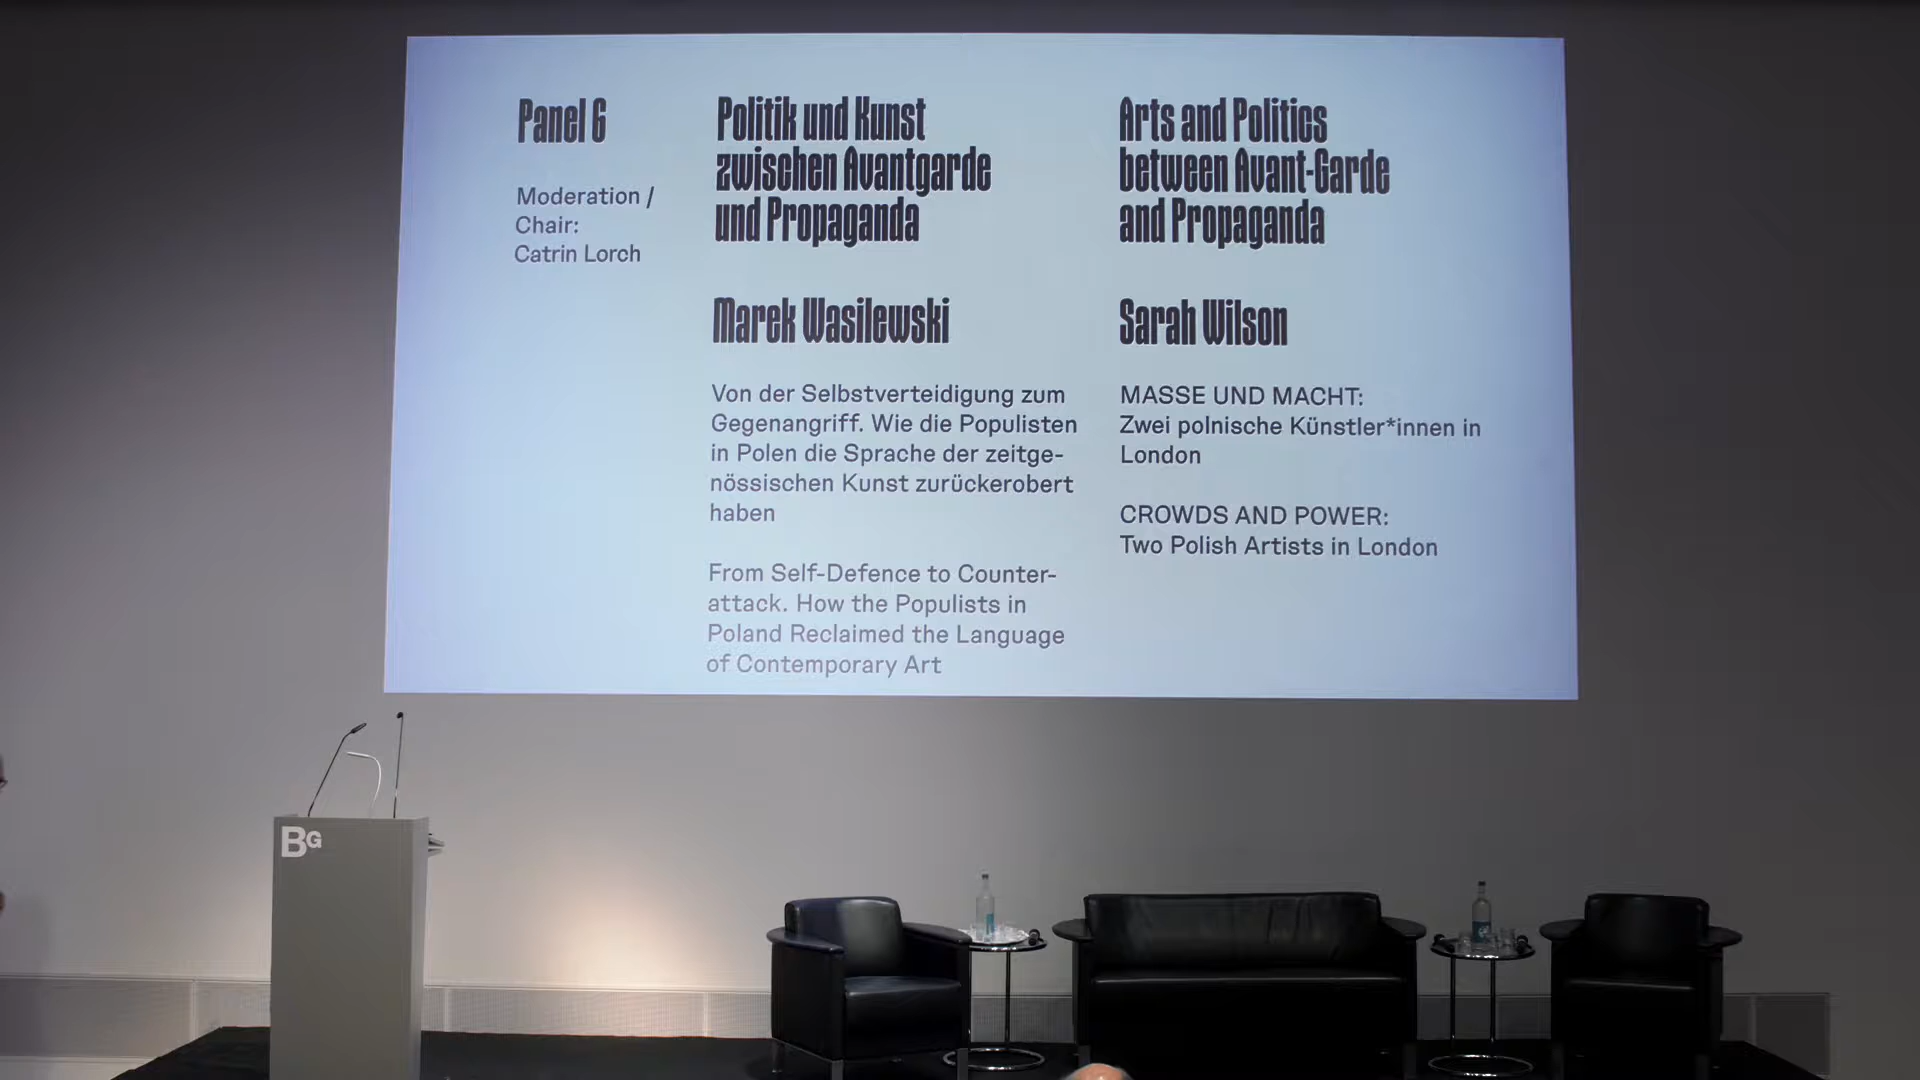 Panel 6
Moderation /
Chair:
Catrin Lorch
Politik und Kunst
zwischen Avantgarde
und Propaganda
Arts and Politics
between Avant-Garde
and Propaganda
Marek Wasilewski
Von der Selbstverteidigung zum
Gegenangriff. Wie die Populisten
in Polen die Sprache der zeitge-
nössischen Kunst zurückerobert
haben
From Self-Defence to Counter-
attack. How the Populists in
Poland Reclaimed the Language
of Contemporary Art
Sarah Wilson
MASSE UND MACHT:
Zwei polnische Künstler*innen in
London
CROWDS AND POWER:
Two Polish Artists in London
BG